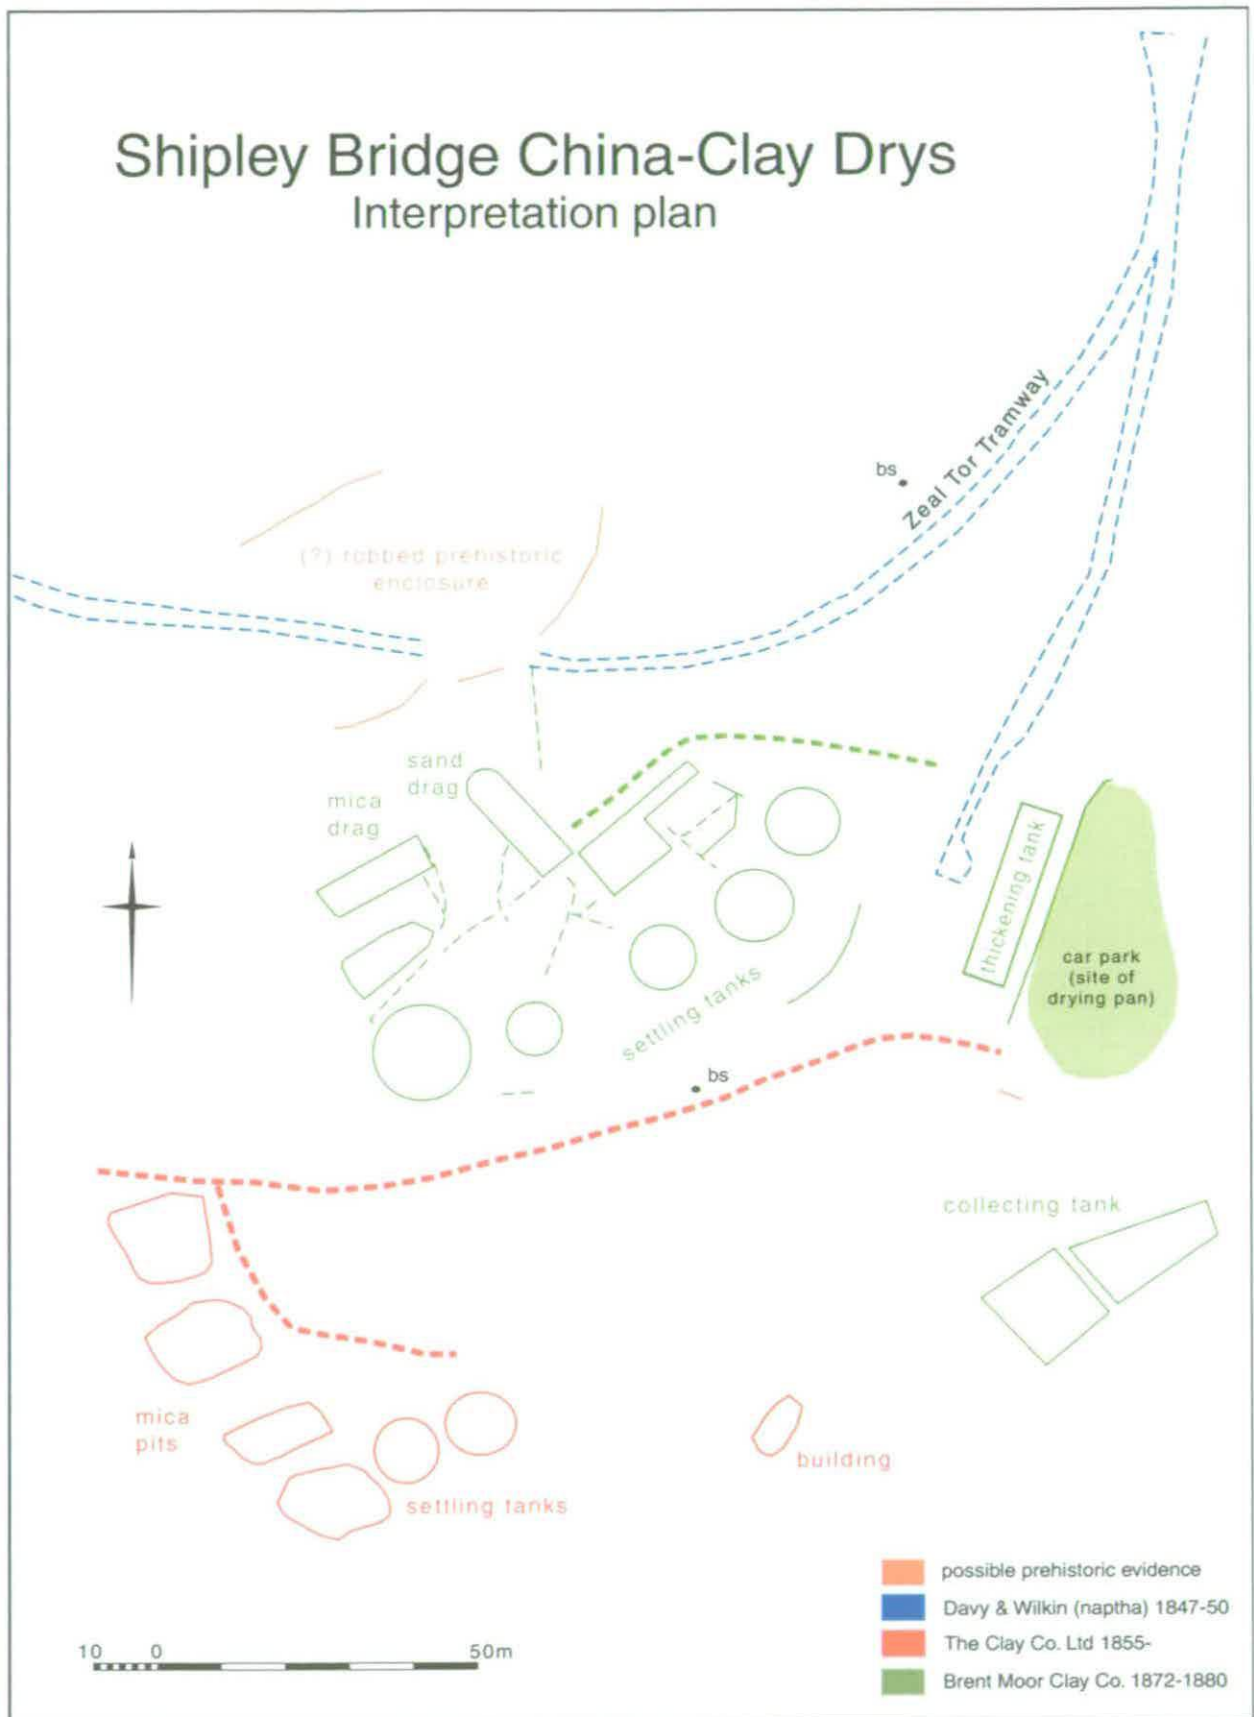 Shipley Bridge China-Clay Drys
Interpretation plan
Zeal Tor Tramway
bs
(?) robbed prehistoric
enclosure
sand
drag
mica
drag
thickening tank
car park
(site of
drying pan)
settling tanks
bs
collecting tank
mica
pits
building
settling tanks
possible prehistoric evidence
Davy & Wilkin (naptha) 1847-50
The Clay Co. Ltd 1855-
Brent Moor Clay Co. 1872-1880
10 0 50m